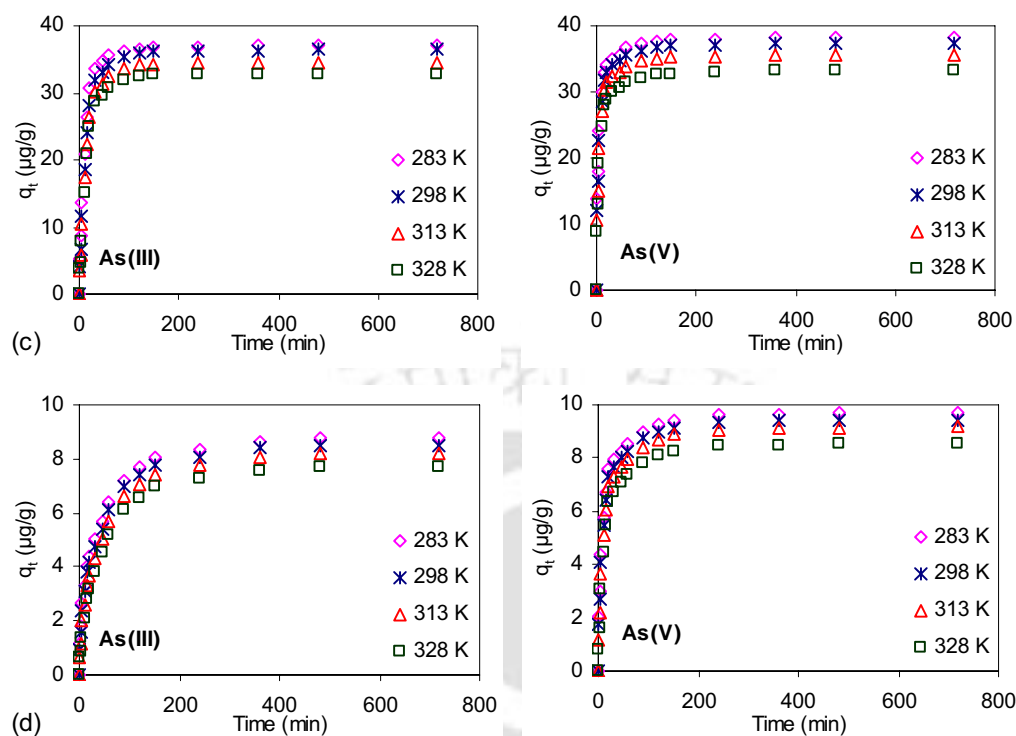 40
30
20
10
0
qt (µg/g)
283 K
298 K
313 K
328 K
As(III)
0 200 400 600 800
Time (min)
(c)
40
30
20
10
0
qt (µg/g)
283 K
298 K
313 K
328 K
As(V)
0 200 400 600 800
Time (min)
10
8
6
4
2
0
qt (µg/g)
283 K
298 K
313 K
328 K
As(III)
0 200 400 600 800
Time (min)
(d)
10
8
6
4
2
0
qt (µg/g)
283 K
298 K
313 K
328 K
As(V)
0 200 400 600 800
Time (min)